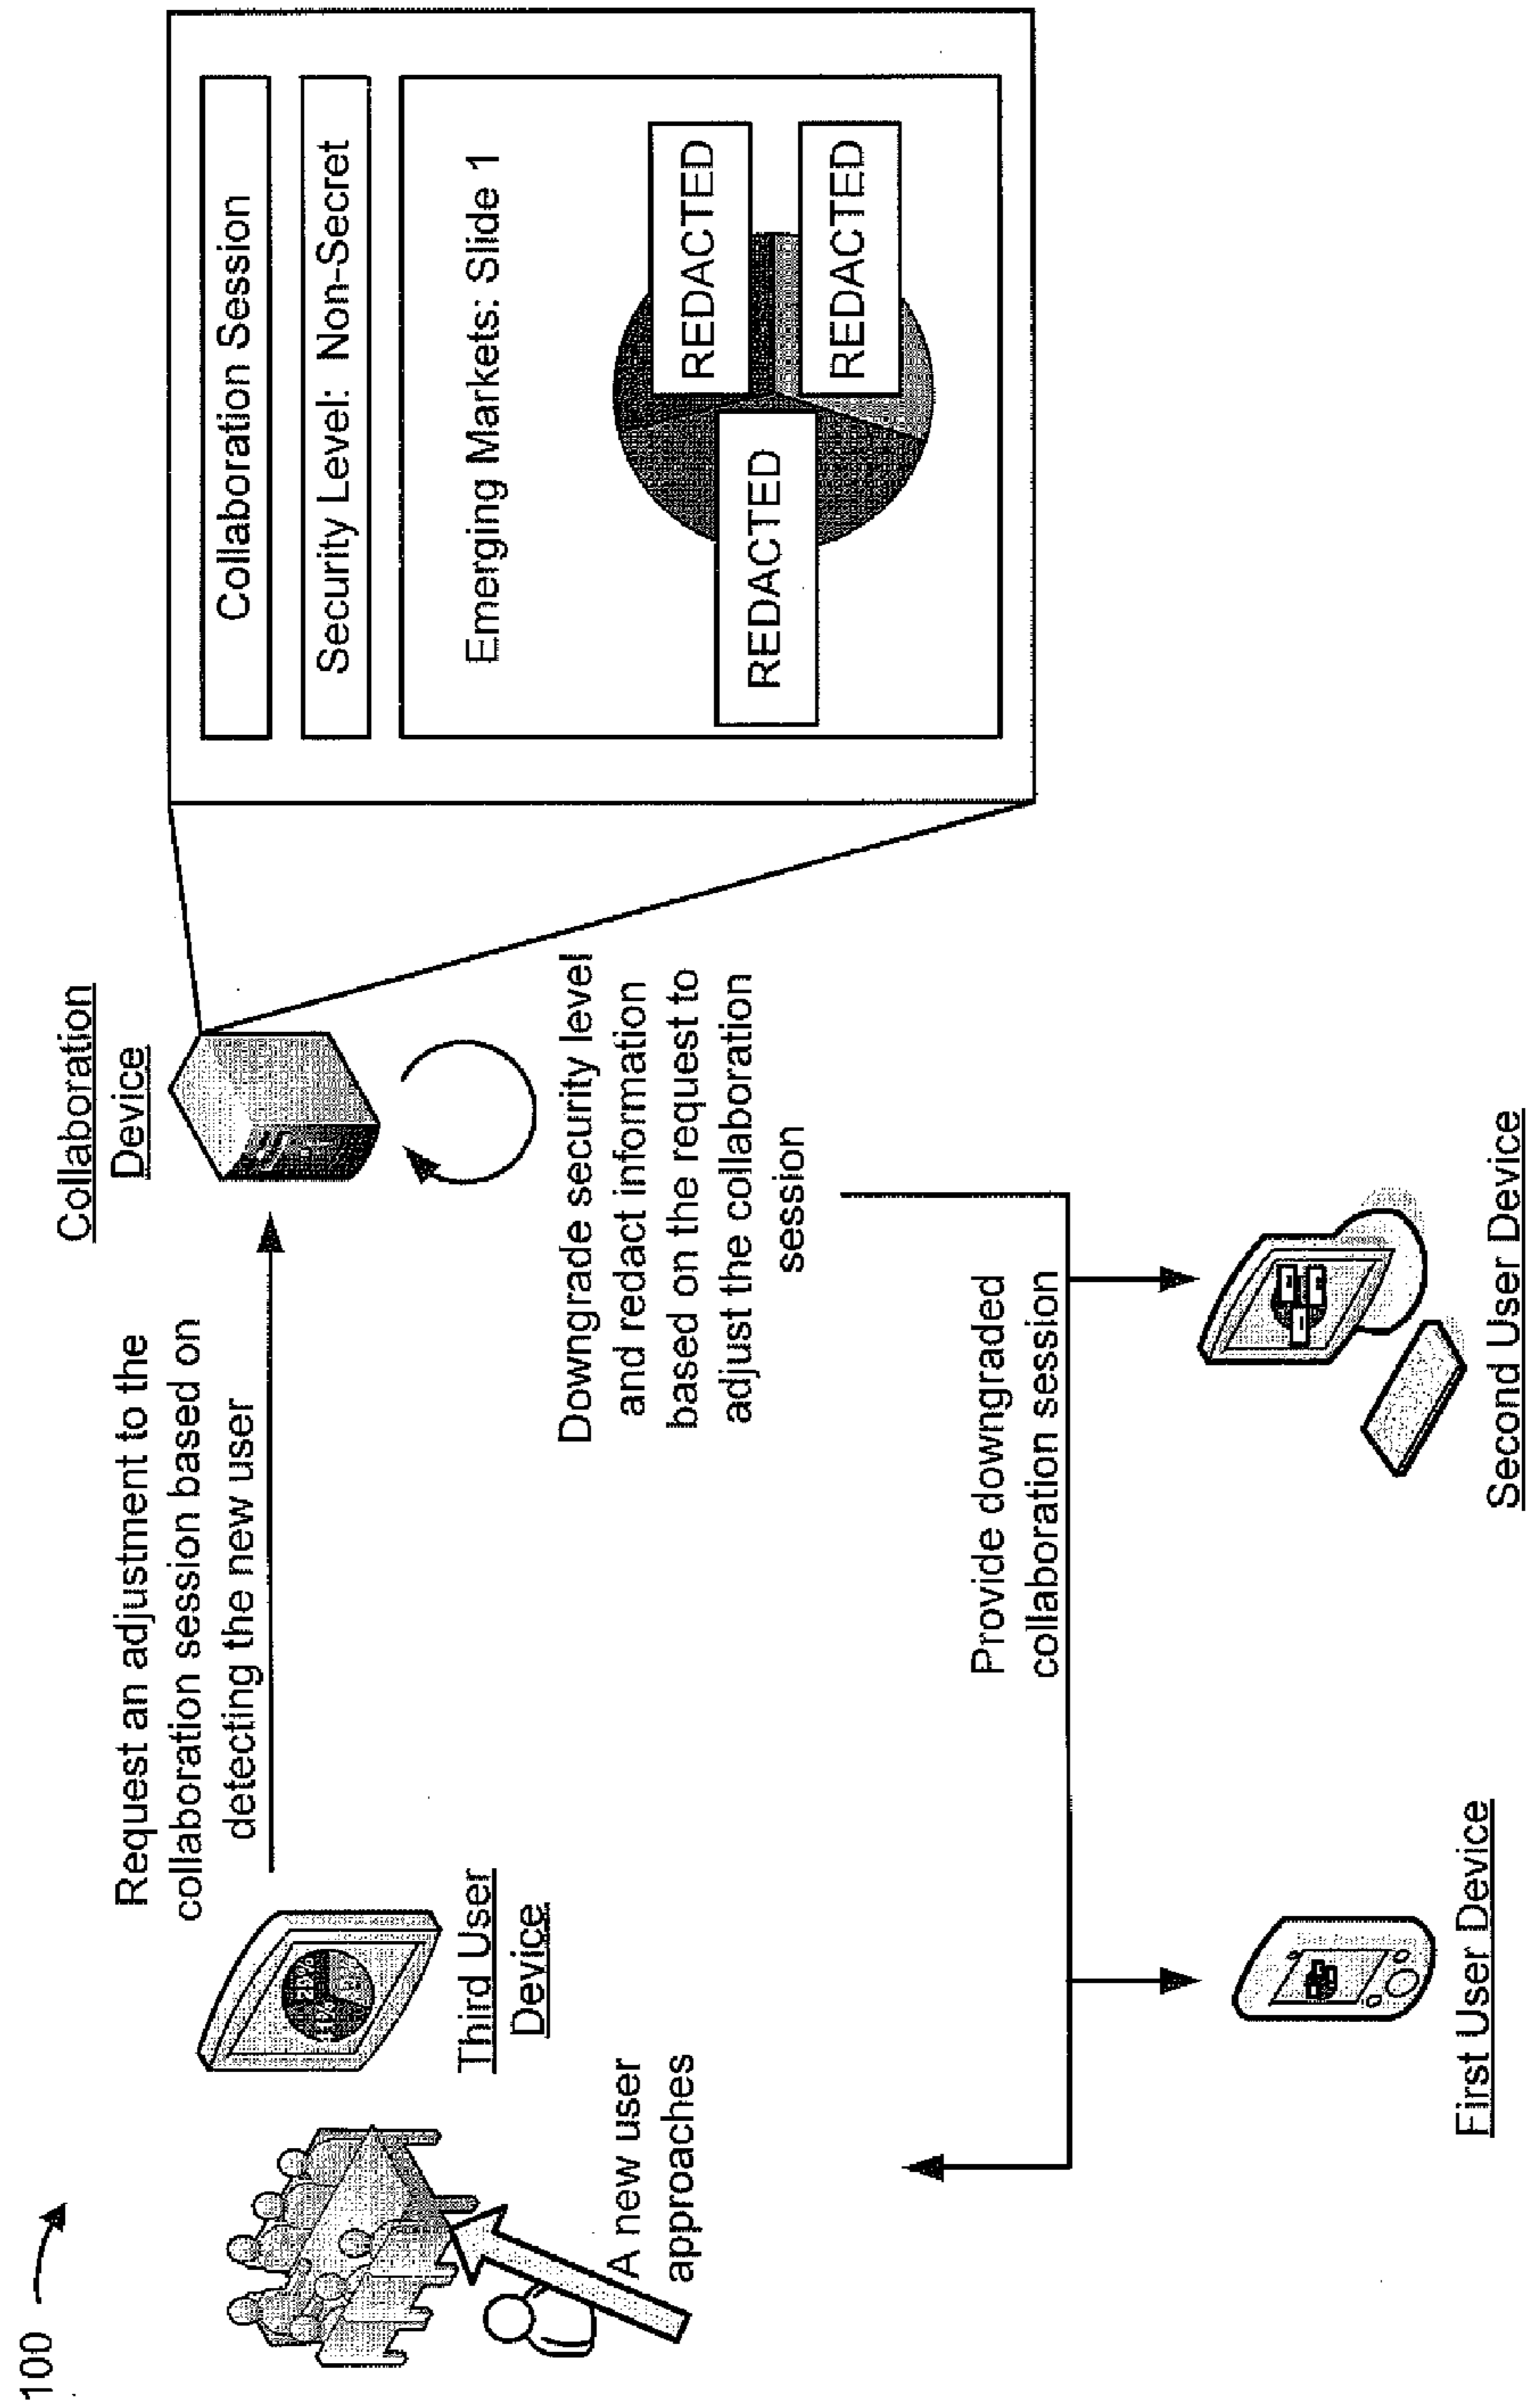 100
A new user
approaches
Third User
Device
Request an adjustment to the
collaboration session based on
detecting the new user
Collaboration
Device
Downgrade security level
and redact information
based on the request to
adjust the collaboration
session
Collaboration Session
Security Level: Non-Secret
Emerging Markets: Slide 1
REDACTED
REDACTED
REDACTED
Provide downgraded
collaboration session
First User Device
Second User Device